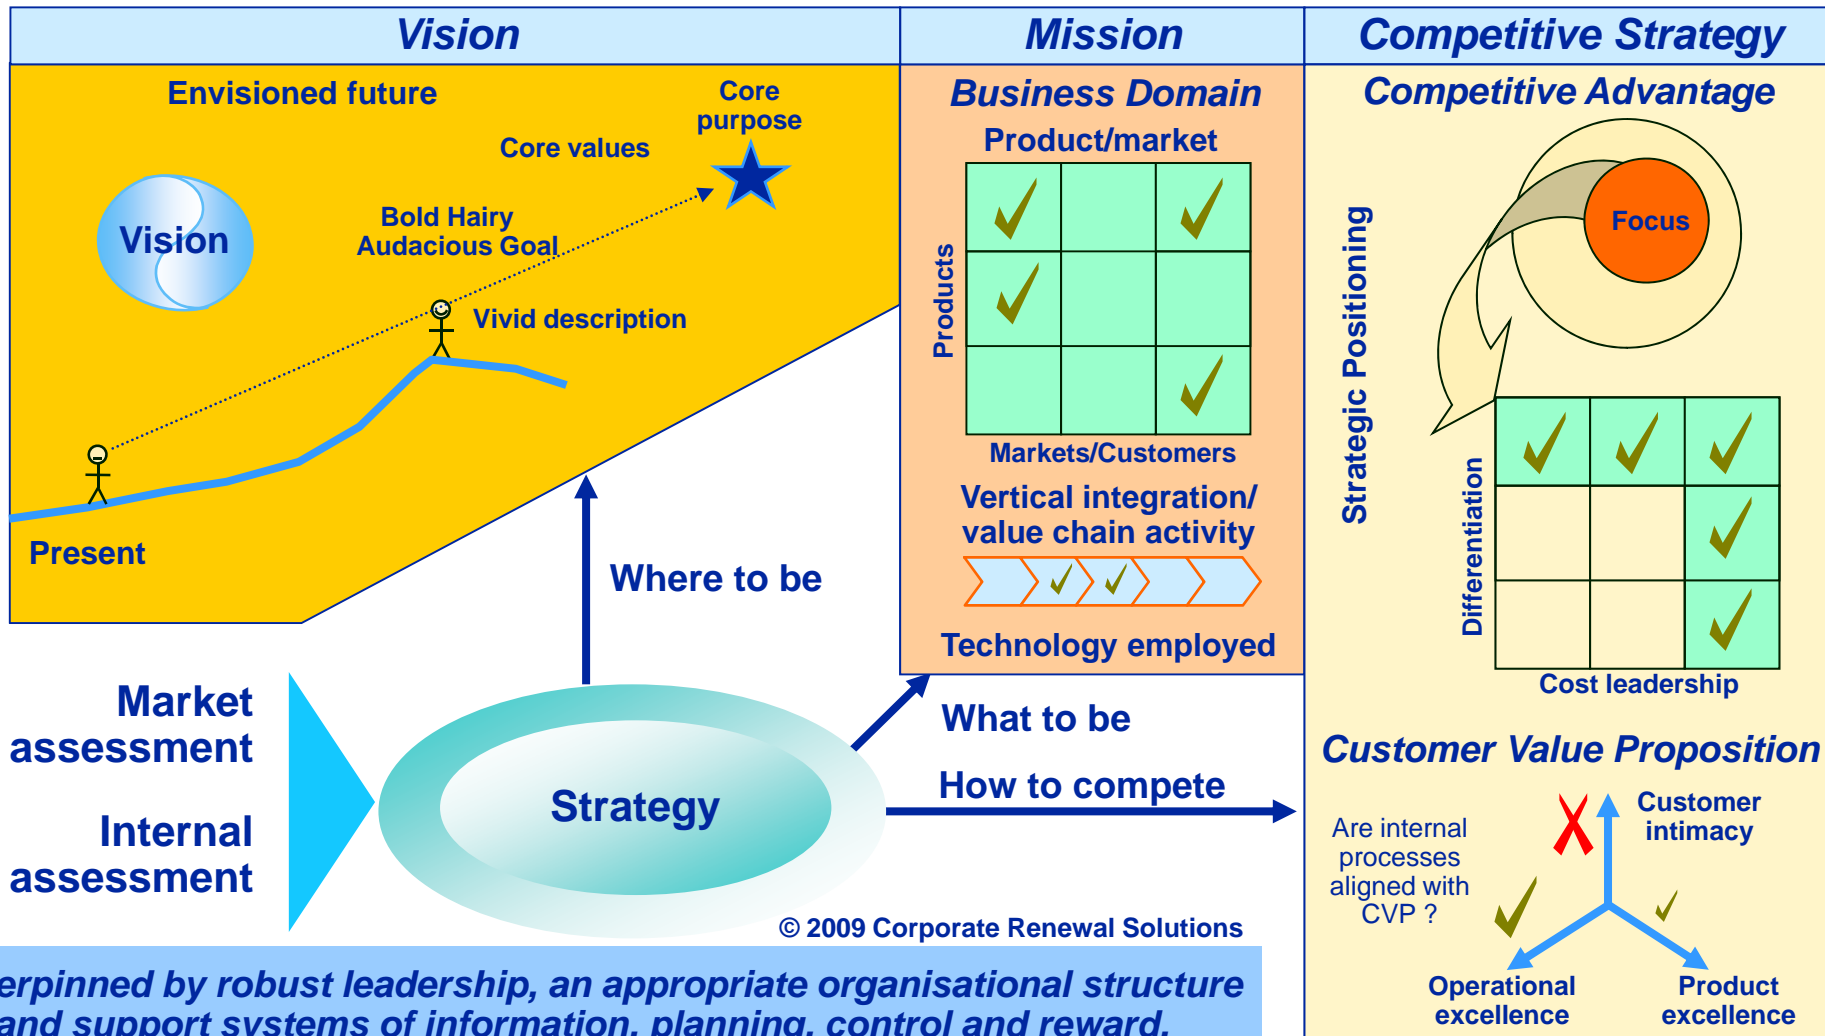 Vision
Mission
Competitive Strategy
Envisioned future
Core
purpose
Core values
Vision
Bold Hairy
Audacious Goal
Vivid description
Present
Business Domain
Product/market
Products
Markets/Customers
Vertical integration/
value chain activity
Technology employed
Competitive Advantage
Strategic Positioning
Focus
Differentiation
Cost leadership
Where to be
What to be
How to compete
Market
assessment
Internal
assessment
Strategy
Customer Value Proposition
Are internal
processes
aligned with
CVP ?
Customer
intimacy
Operational
excellence
Product
excellence
© 2009 Corporate Renewal Solutions
erpinned by robust leadership, an appropriate organisational structure
and support systems of information, planning, control and reward.